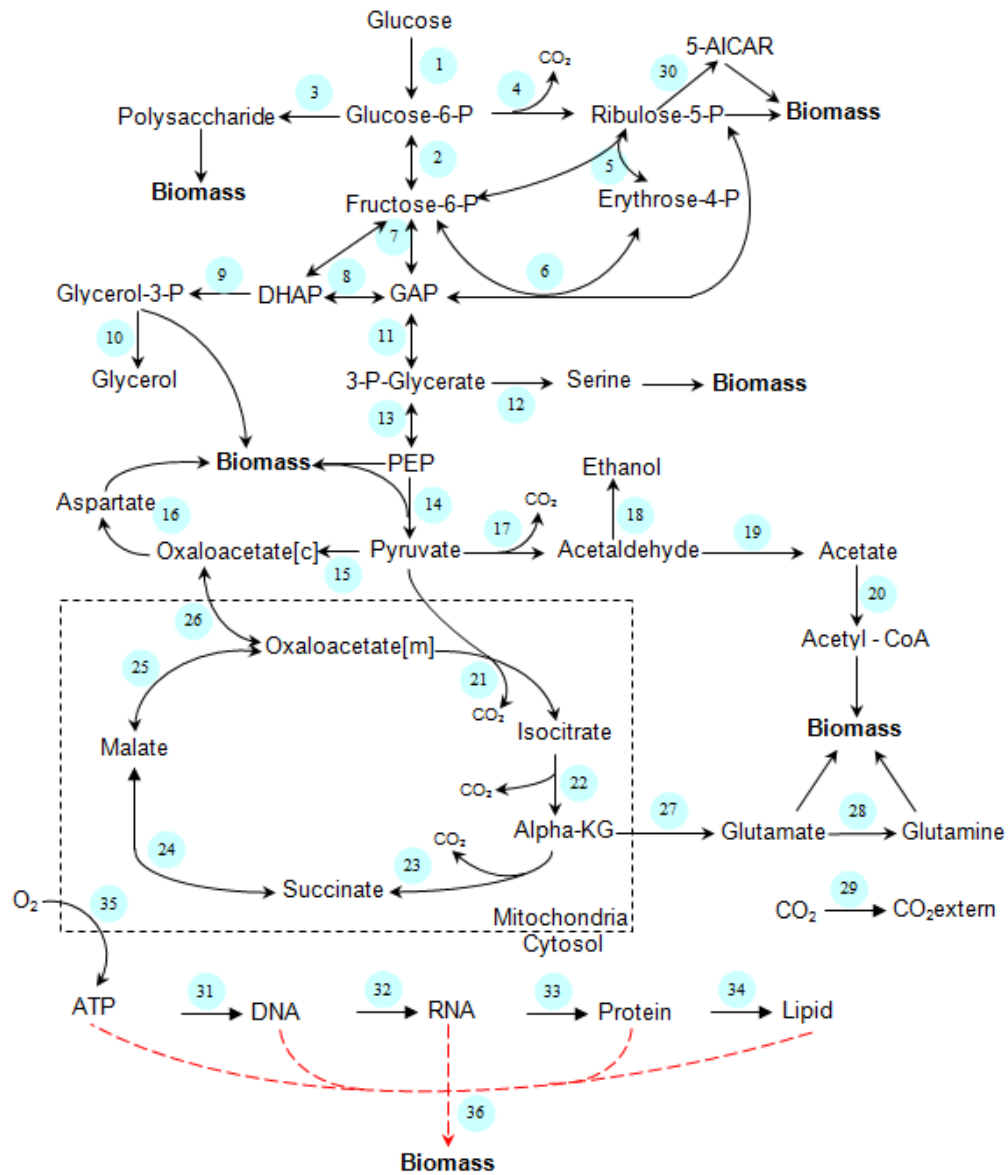 Glucose
5-AICAR
1
CO₂
30
3
4
Polysaccharide
Glucose-6-P
Ribulose-5-P
Biomass
2
5
Biomass
Fructose-6-P
Erythrose-4-P
7
9
8
6
Glycerol-3-P
DHAP
GAP
10
11
Glycerol
3-P-Glycerate
Serine
Biomass
12
13
Biomass
PEP
Ethanol
Aspartate
CO₂
16
14
17
18
19
Oxaloacetate[c]
Pyruvate
Acetaldehyde
Acetate
15
20
26
Oxaloacetate[m]
Acetyl - CoA
25
21
CO₂
Isocitrate
Biomass
Malate
22
CO₂
27
28
Alpha-KG
Glutamate
Glutamine
CO₂
24
23
Succinate
29
O₂
35
CO₂
CO₂extern
Mitochondria
Cytosol
31
32
33
34
ATP
DNA
RNA
Protein
Lipid
36
Biomass